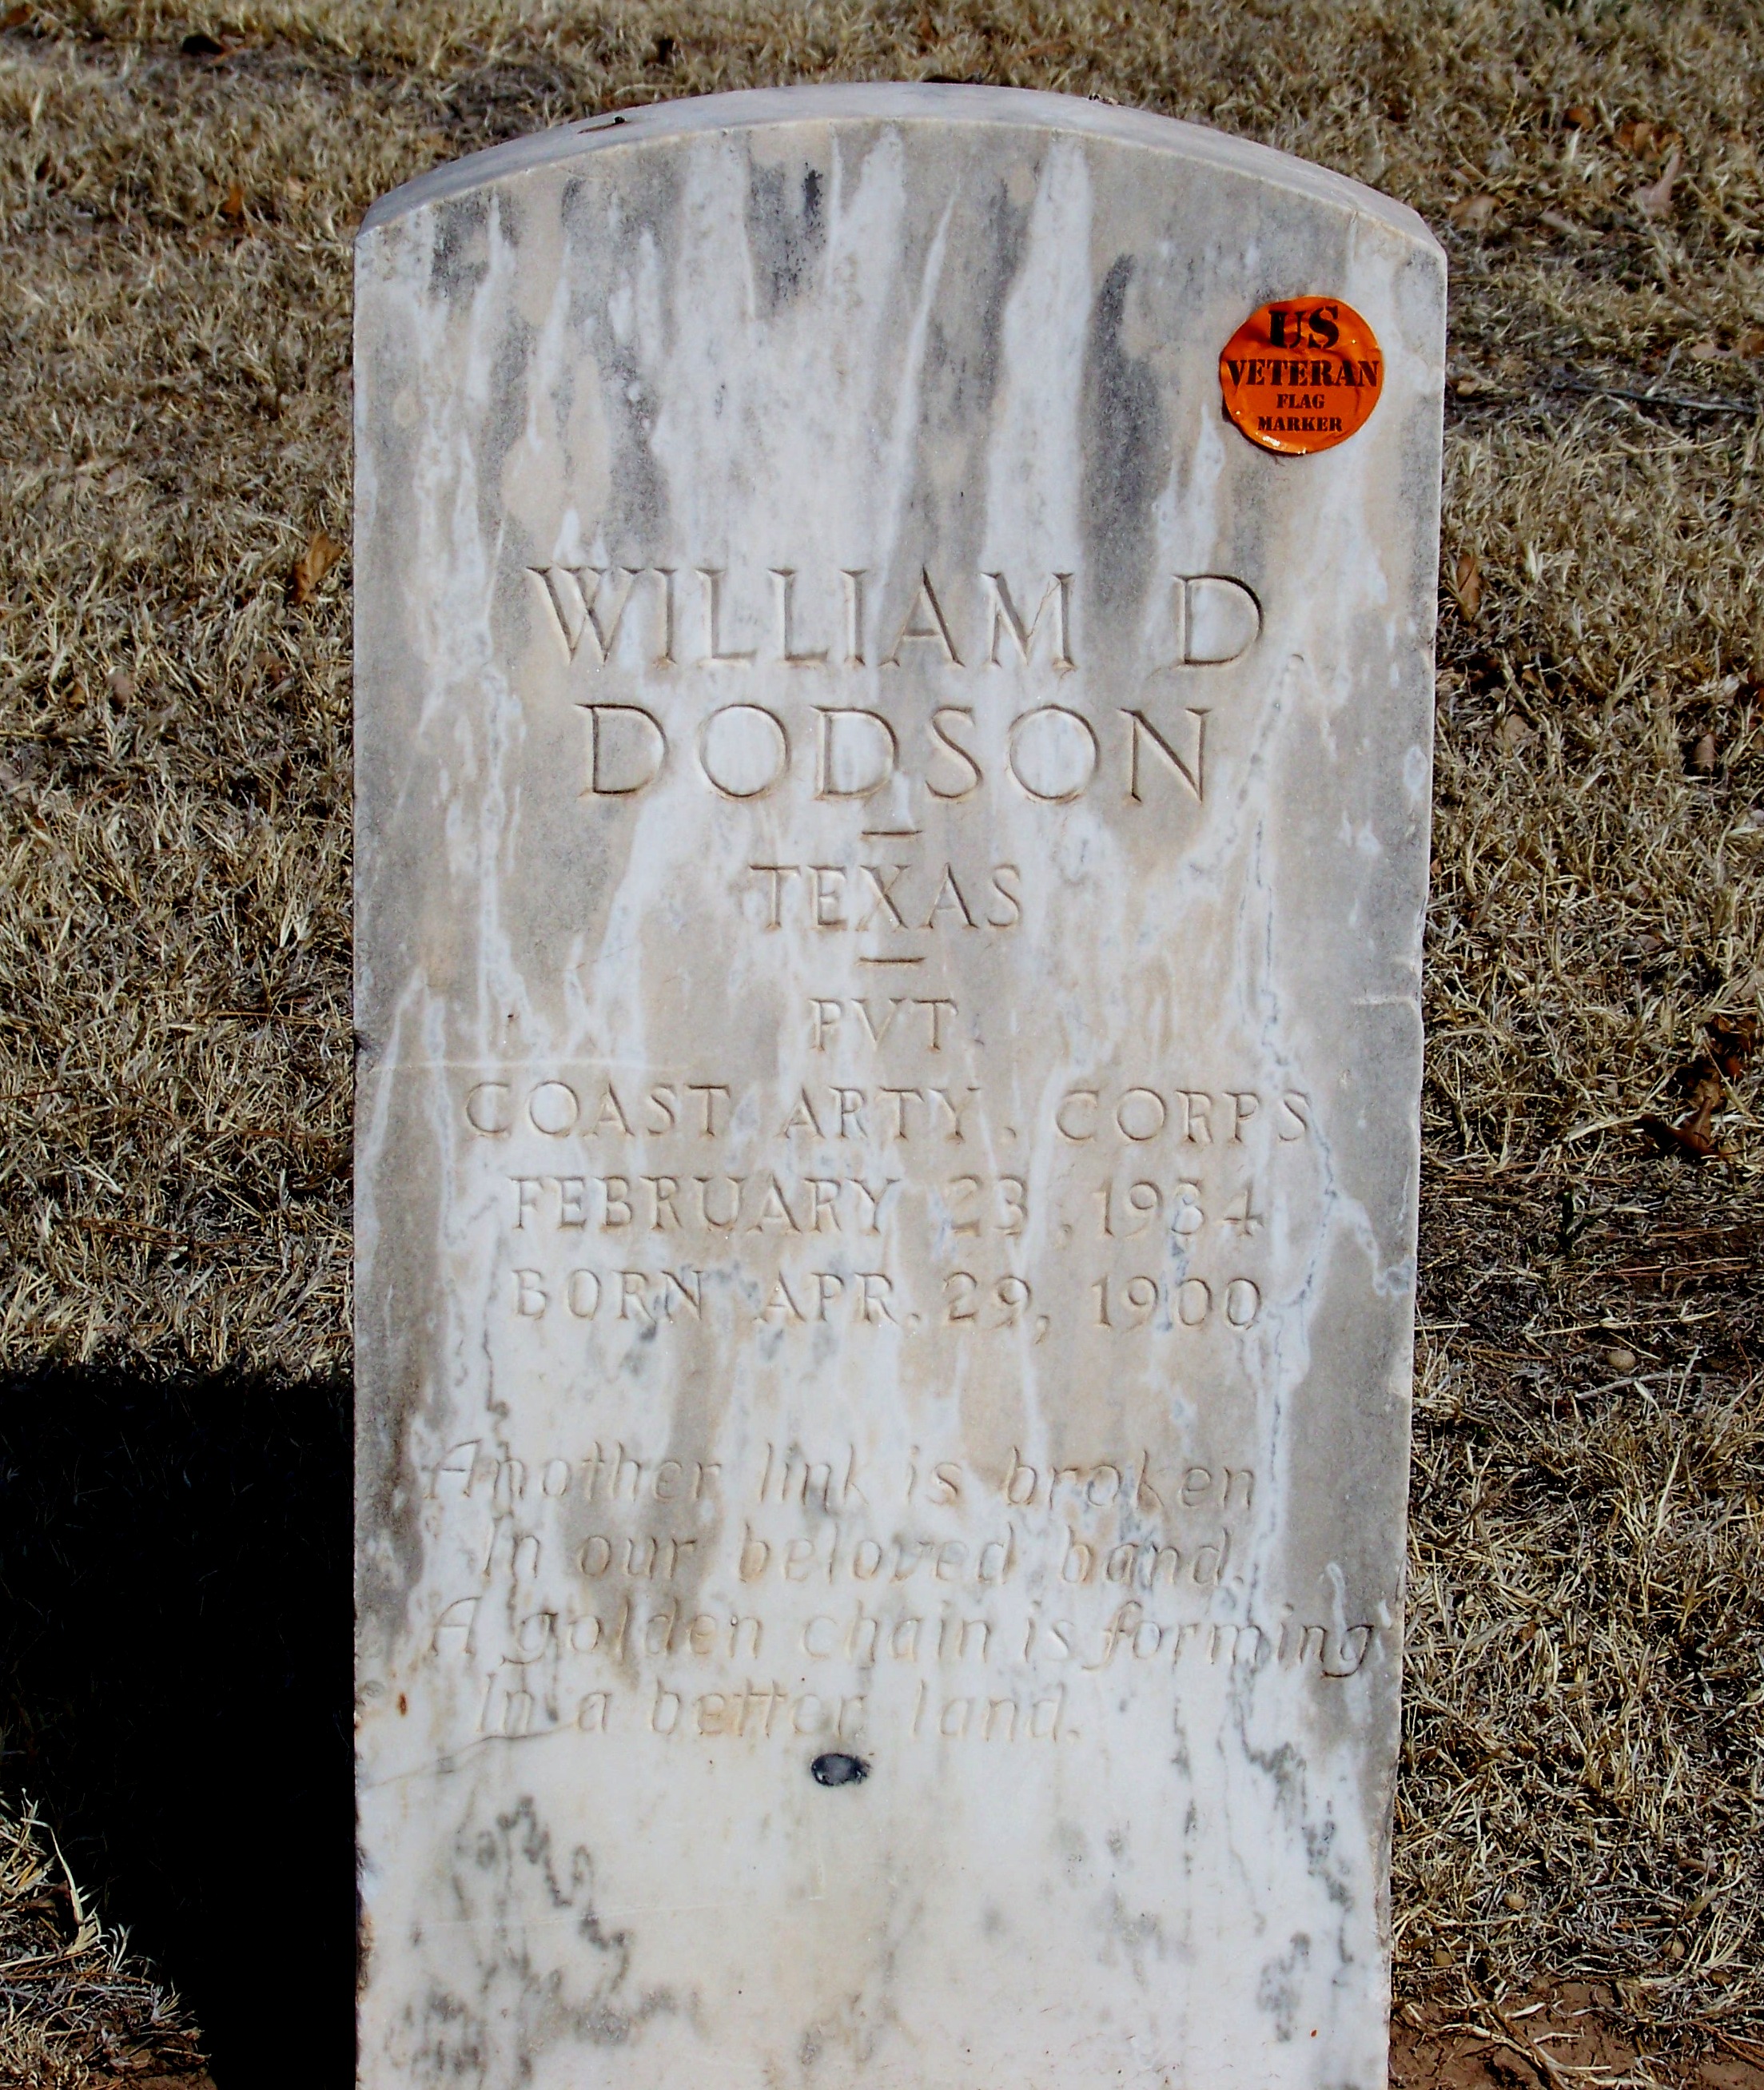 US
VETERAN
FLAG
MARKER
WILLIAM D
DODSON
TEXAS
PVT.
COAST ARTY. CORPS
FEBRUARY 23, 1934
BORN APR. 29, 1900
Another link is broken
In our beloved band.
A golden chain is forming
In a better land.